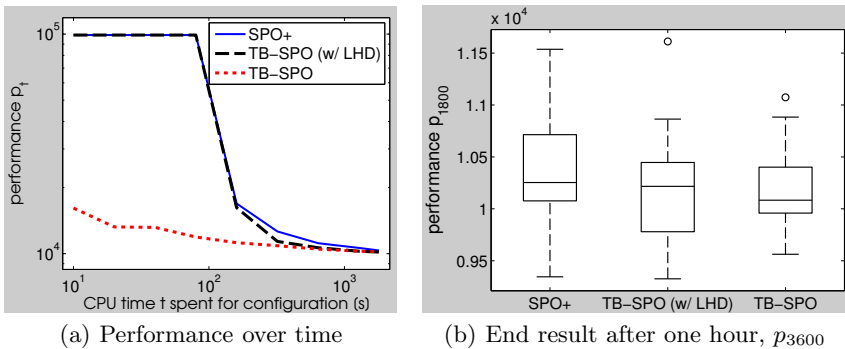 10^5
10^4
performance p_t
SPO+
TB-SPO (w/ LHD)
TB-SPO
10^1
10^2
10^3
CPU time t spent for configuration [s]
(a) Performance over time
x 10^4
1.15
1.1
1.05
1
0.95
performance p_1800
SPO+
TB-SPO (w/ LHD)
TB-SPO
(b) End result after one hour, p_3600